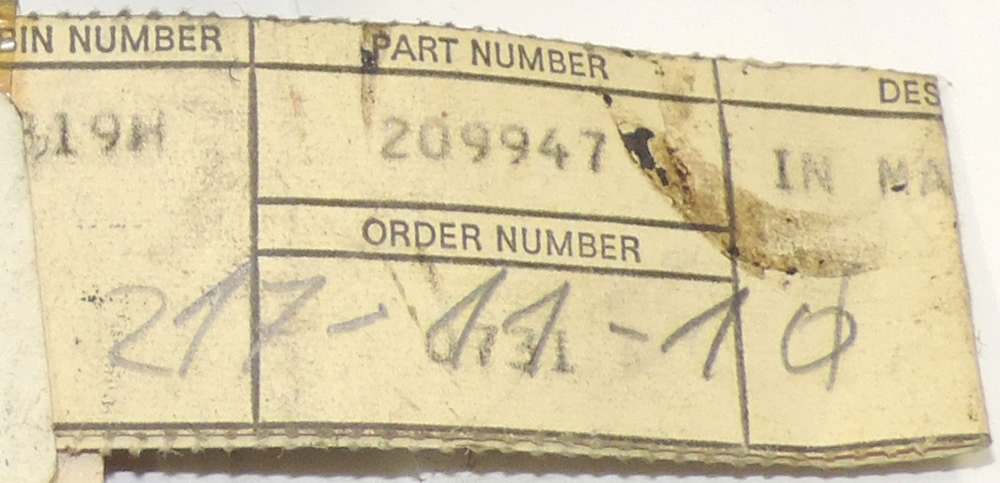 BIN NUMBER PART NUMBER DES
319H 209947 IN MA
ORDER NUMBER
217-11-10